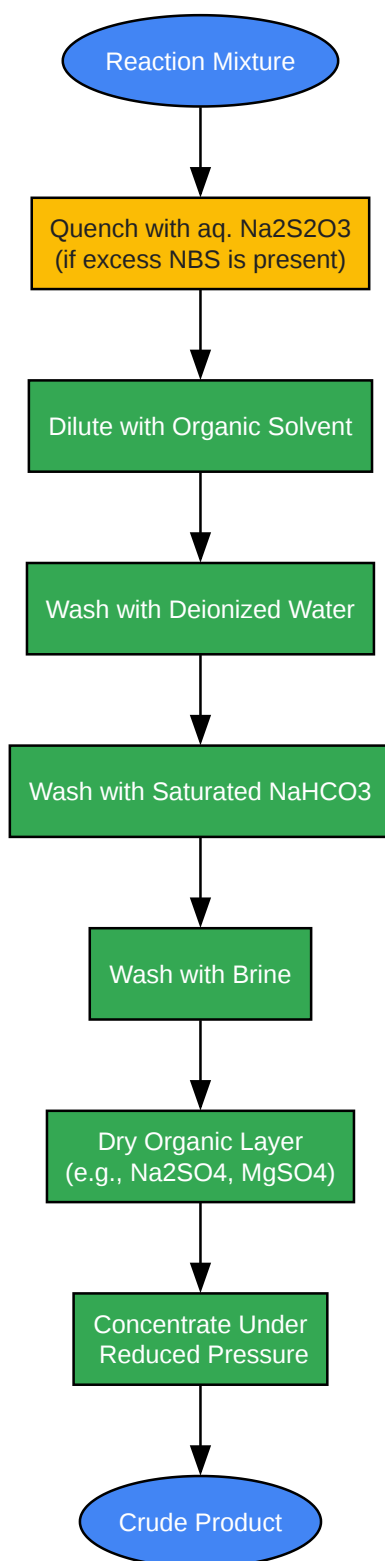 Reaction Mixture
Quench with aq. Na2S2O3
(if excess NBS is present)
Dilute with Organic Solvent
Wash with Deionized Water
Wash with Saturated NaHCO3
Wash with Brine
Dry Organic Layer
(e.g., Na2SO4, MgSO4)
Concentrate Under
Reduced Pressure
Crude Product